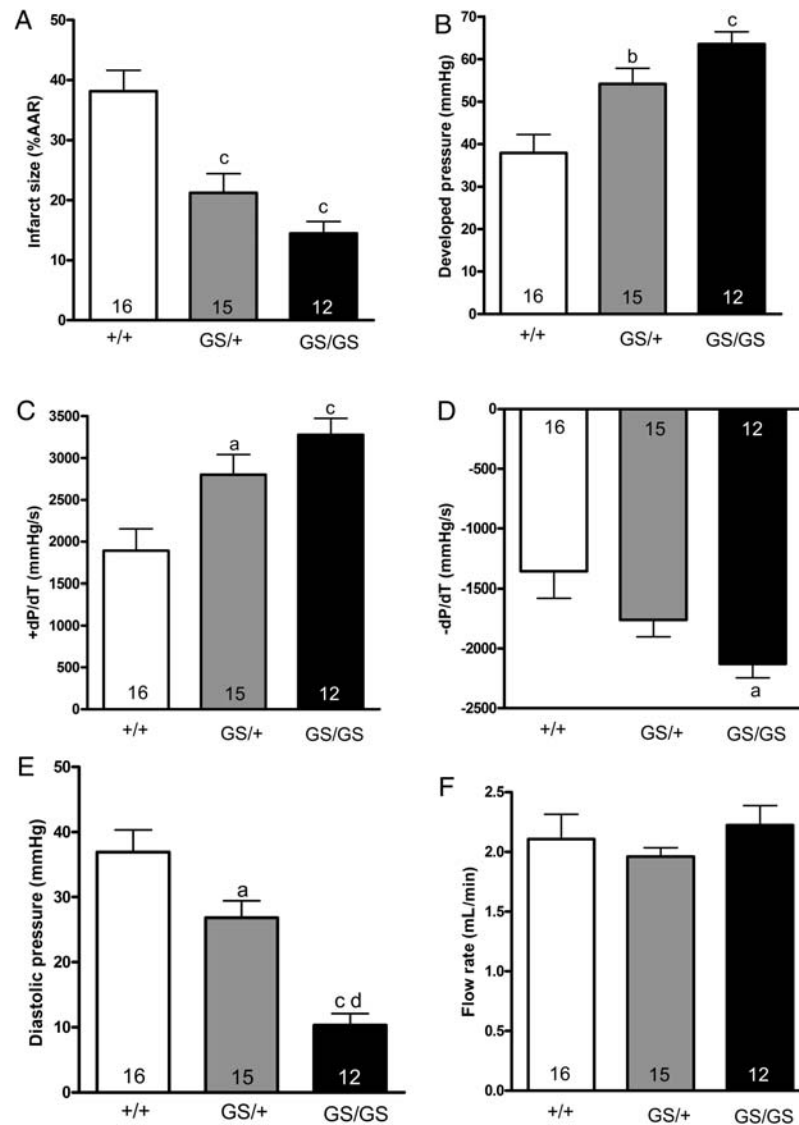 A
Infarct size (%AAR)
50
40
30
20
10
0
c
c
16
15
12
+/+
GS/+
GS/GS
B
Developed pressure (mmHg)
70
60
50
40
30
20
10
0
b
c
16
15
12
+/+
GS/+
GS/GS
C
+dP/dT (mmHg/s)
3500
3000
2500
2000
1500
1000
500
0
a
c
16
15
12
+/+
GS/+
GS/GS
D
-dP/dT (mmHg/s)
0
-500
-1000
-1500
-2000
-2500
16
15
12
a
+/+
GS/+
GS/GS
E
Diastolic pressure (mmHg)
50
40
30
20
10
0
a
c d
16
15
12
+/+
GS/+
GS/GS
F
Flow rate (mL/min)
2.5
2.0
1.5
1.0
0.5
0.0
16
15
12
+/+
GS/+
GS/GS